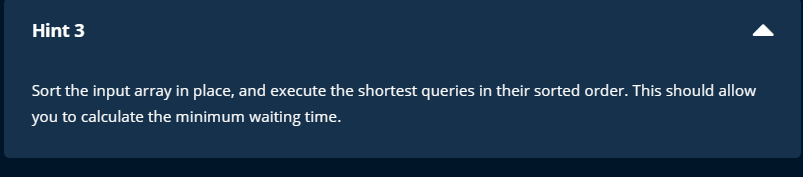 Hint 3
Sort the input array in place, and execute the shortest queries in their sorted order. This should allow
you to calculate the minimum waiting time.